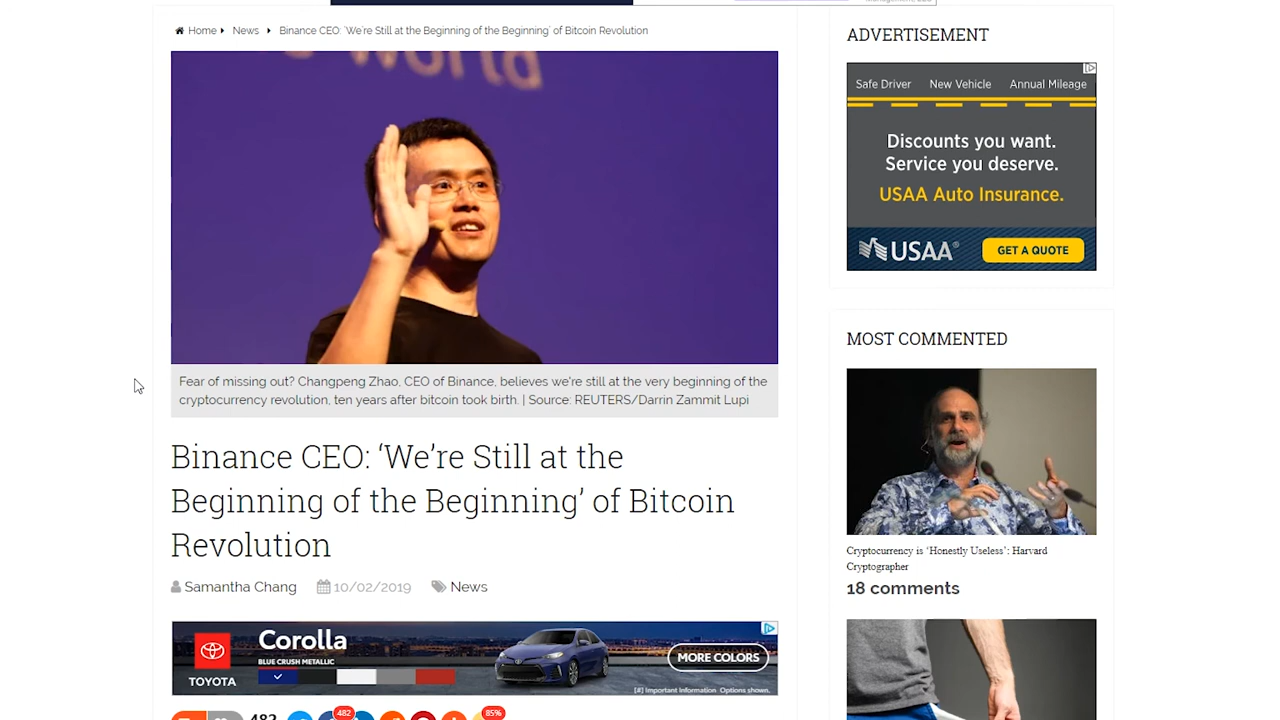 Home News Binance CEO: 'We're Still at the Beginning of the Beginning' of Bitcoin Revolution
Fear of missing out? Changpeng Zhao, CEO of Binance, believes we're still at the very beginning of the
cryptocurrency revolution, ten years after bitcoin took birth. | Source: REUTERS/Darrin Zammit Lupi
Binance CEO: ‘We’re Still at the
Beginning of the Beginning’ of Bitcoin
Revolution
Samantha Chang 10/02/2019 News
Corolla
BLUE CRUSH METALLIC
TOYOTA
MORE COLORS
[#] Important Information Options shown.
482
482
85%
ADVERTISEMENT
Safe Driver New Vehicle Annual Mileage
Discounts you want.
Service you deserve.
USAA Auto Insurance.
USAA®
GET A QUOTE
MOST COMMENTED
Cryptocurrency is ‘Honestly Useless’: Harvard
Cryptographer
18 comments